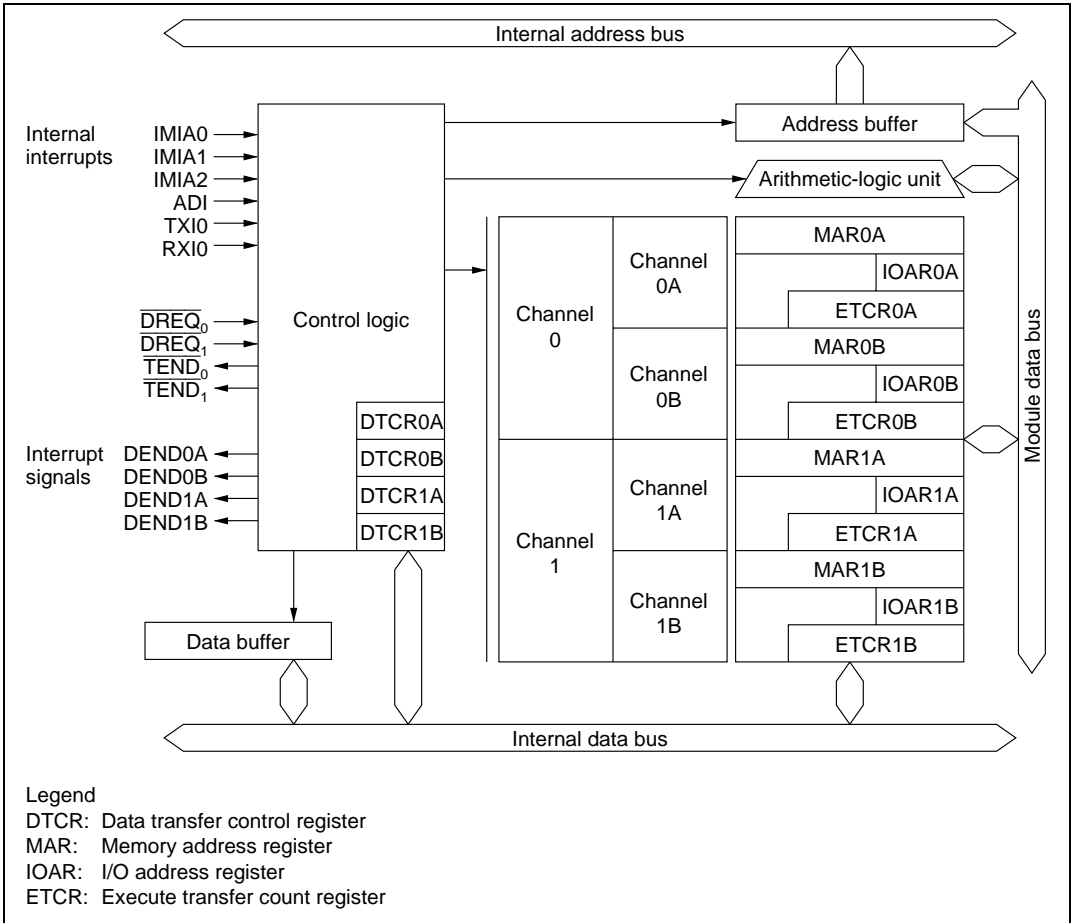 Internal address bus
Internal
interrupts
IMIA0
IMIA1
IMIA2
ADI
TXI0
RXI0
DREQ0
DREQ1
TEND0
TEND1
Interrupt
signals
DEND0A
DEND0B
DEND1A
DEND1B
Control logic
DTCR0A
DTCR0B
DTCR1A
DTCR1B
Data buffer
Address buffer
Arithmetic-logic unit
Channel
0
Channel
1
Channel
0A
Channel
0B
Channel
1A
Channel
1B
MAR0A
IOAR0A
ETCR0A
MAR0B
IOAR0B
ETCR0B
MAR1A
IOAR1A
ETCR1A
MAR1B
IOAR1B
ETCR1B
Module data bus
Internal data bus
Legend
DTCR: Data transfer control register
MAR: Memory address register
IOAR: I/O address register
ETCR: Execute transfer count register